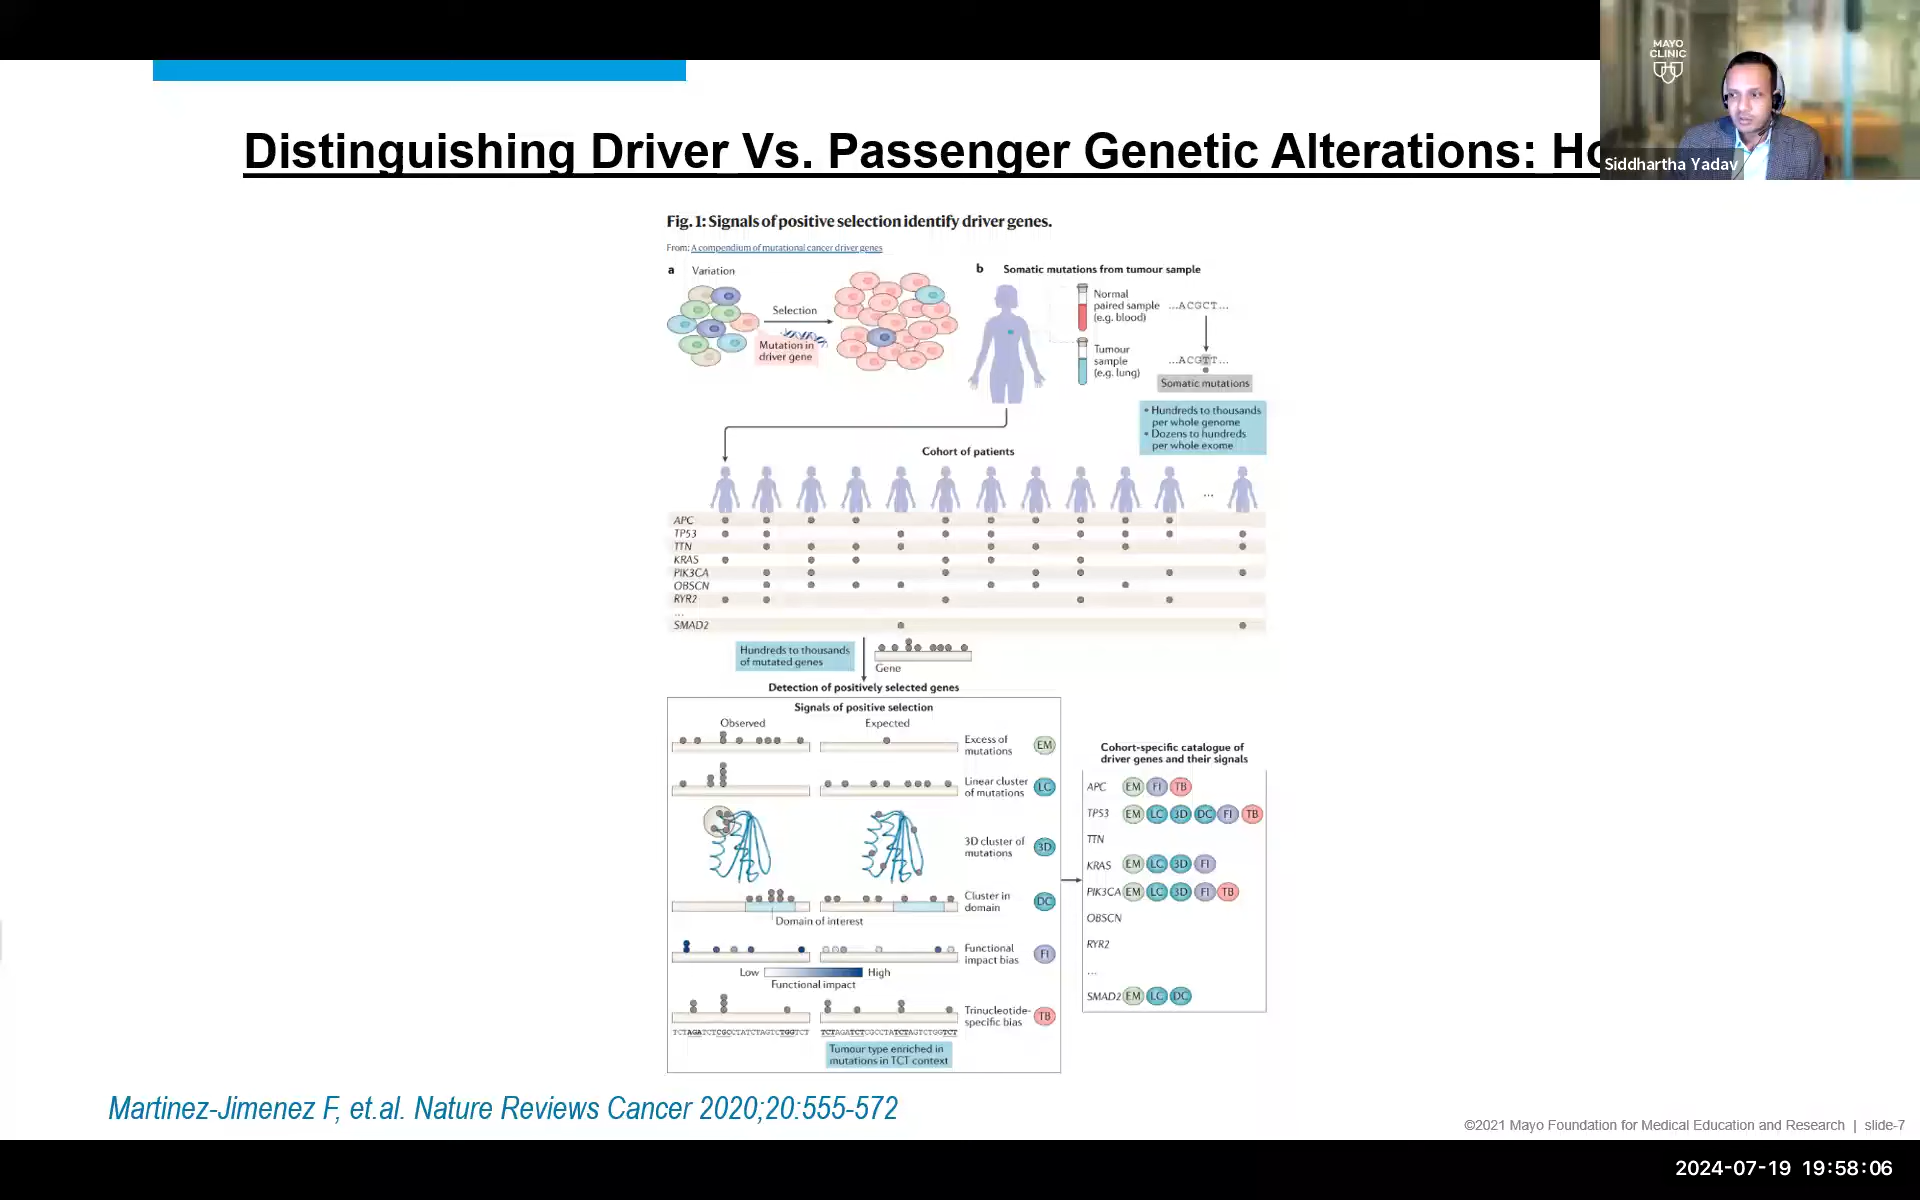 MAYO
CLINIC
Siddhartha Yadav
Distinguishing Driver Vs. Passenger Genetic Alterations: Ho
Fig. 1: Signals of positive selection identify driver genes.
From: A compendium of mutational cancer driver genes
a Variation
Selection
Mutation in
driver gene
b Somatic mutations from tumour sample
Normal
paired sample
(e.g. blood)
...ACGCT...
Tumour
sample
(e.g. lung)
...ACGTT...
Somatic mutations
• Hundreds to thousands
per whole genome
• Dozens to hundreds
per whole exome
Cohort of patients
...
APC
TP53
TTN
KRAS
PIK3CA
OBSCN
RYR2
...
SMAD2
Hundreds to thousands
of mutated genes
Gene
Detection of positively selected genes
Signals of positive selection
Observed Expected
Excess of
mutations
EM
Linear cluster
of mutations
LC
3D cluster of
mutations
3D
Cluster in
domain
DC
Domain of interest
Functional
impact bias
FI
Low High
Functional impact
Trinucleotide-
specific bias
TB
TCTAGATCTCGCCTATCTAGTCTGGTCT TCTAGATCTCGCCTATCTAGTCTGGTCT
Tumour type enriched in
mutations in TCT context
Cohort-specific catalogue of
driver genes and their signals
APC EM FI TB
TP53 EM LC 3D DC FI TB
TTN
KRAS EM LC 3D FI
PIK3CA EM LC 3D FI TB
OBSCN
RYR2
...
SMAD2 EM LC DC
Martinez-Jimenez F, et.al. Nature Reviews Cancer 2020;20:555-572
©2021 Mayo Foundation for Medical Education and Research | slide-7
2024-07-19 19:58:06